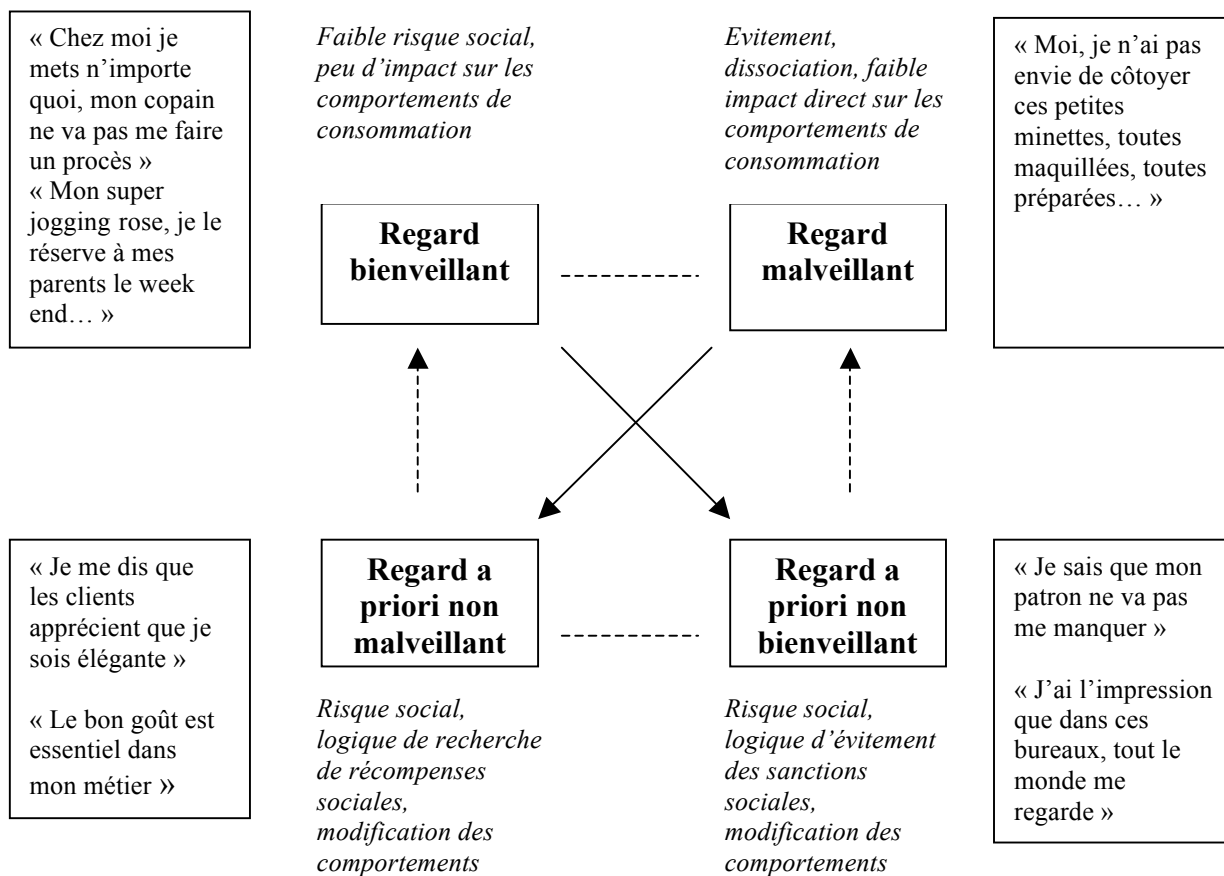 « Chez moi je
mets n’importe
quoi, mon copain
ne va pas me faire
un procès »
« Mon super
jogging rose, je le
réserve à mes
parents le week
end… »
Faible risque social,
peu d’impact sur les
comportements de
consommation
Evitement,
dissociation, faible
impact direct sur les
comportements de
consommation
« Moi, je n’ai pas
envie de côtoyer
ces petites
minettes, toutes
maquillées, toutes
préparées… »
Regard
bienveillant
Regard
malveillant
« Je me dis que
les clients
apprécient que je
sois élégante »
« Le bon goût est
essentiel dans
mon métier »
Regard a
priori non
malveillant
Regard a
priori non
bienveillant
« Je sais que mon
patron ne va pas
me manquer »
« J’ai l’impression
que dans ces
bureaux, tout le
monde me
regarde »
Risque social,
logique de recherche
de récompenses
sociales,
modification des
comportements
Risque social,
logique d’évitement
des sanctions
sociales,
modification des
comportements